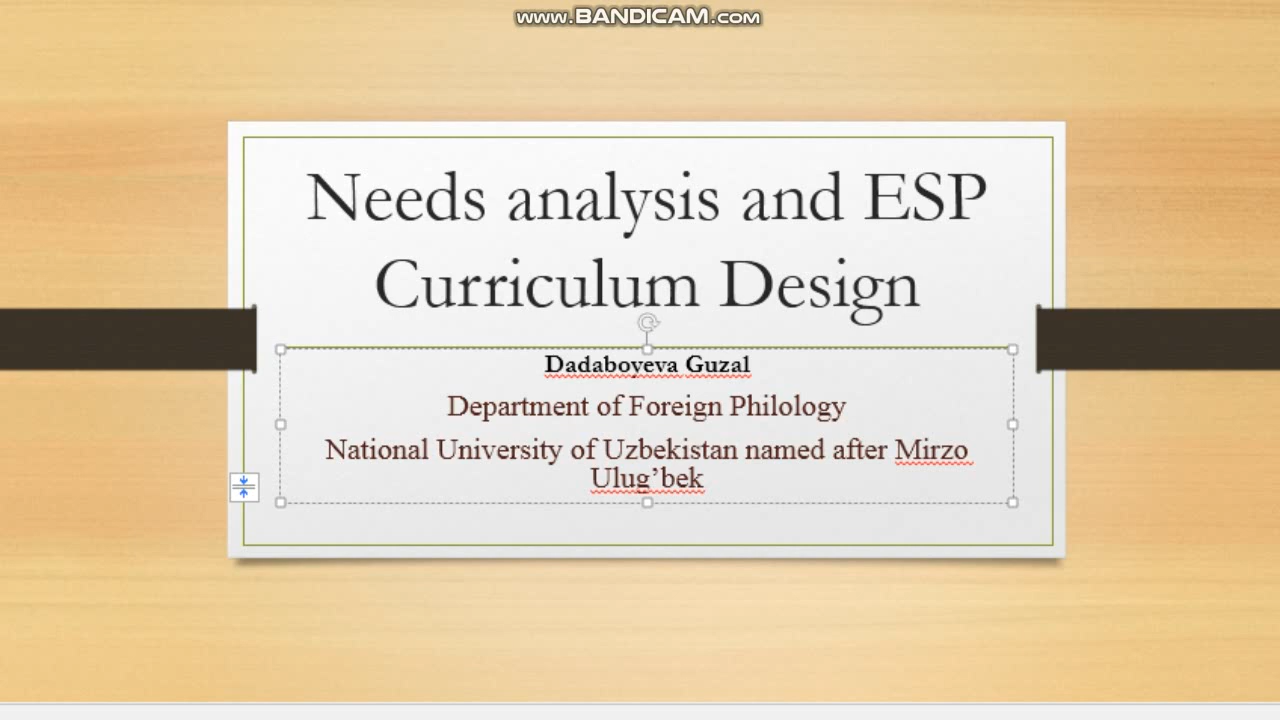 www.BANDICAM.com
Needs analysis and ESP
Curriculum Design
Dadaboyeva Guzal
Department of Foreign Philology
National University of Uzbekistan named after Mirzo
Ulug’bek